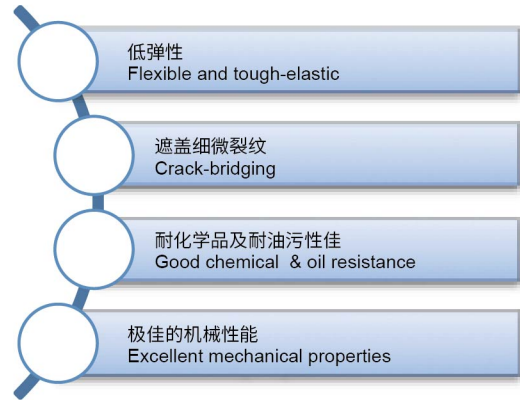 低弹性
Flexible and tough-elastic
遮盖细微裂纹
Crack-bridging
耐化学品及耐油污性佳
Good chemical & oil resistance
极佳的机械性能
Excellent mechanical properties